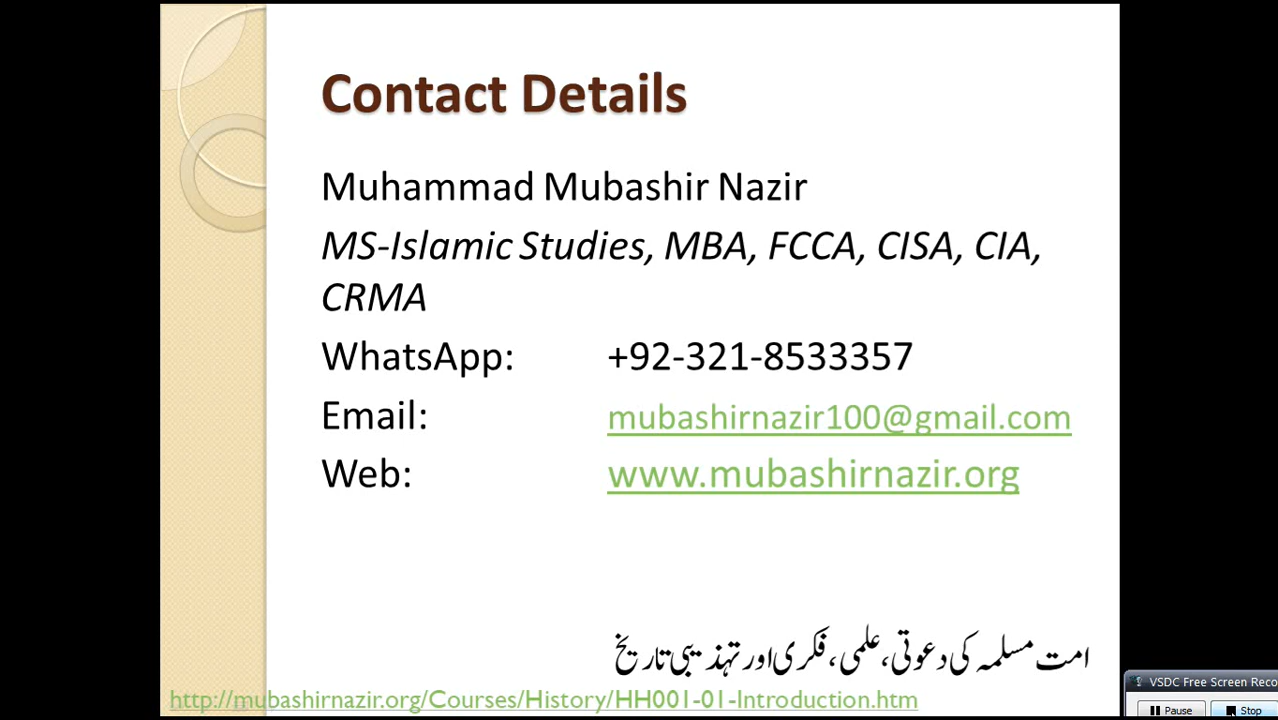 Contact Details
Muhammad Mubashir Nazir
MS-Islamic Studies, MBA, FCCA, CISA, CIA,
CRMA
WhatsApp: +92-321-8533357
Email: mubashirnazir100@gmail.com
Web: www.mubashirnazir.org
امت مسلمہ کی دعوتی، علمی، فکری اور تہذیبی تاریخ
http://mubashirnazir.org/Courses/History/HH001-01-Introduction.htm
VSDC Free Screen Reco
Pause Stop